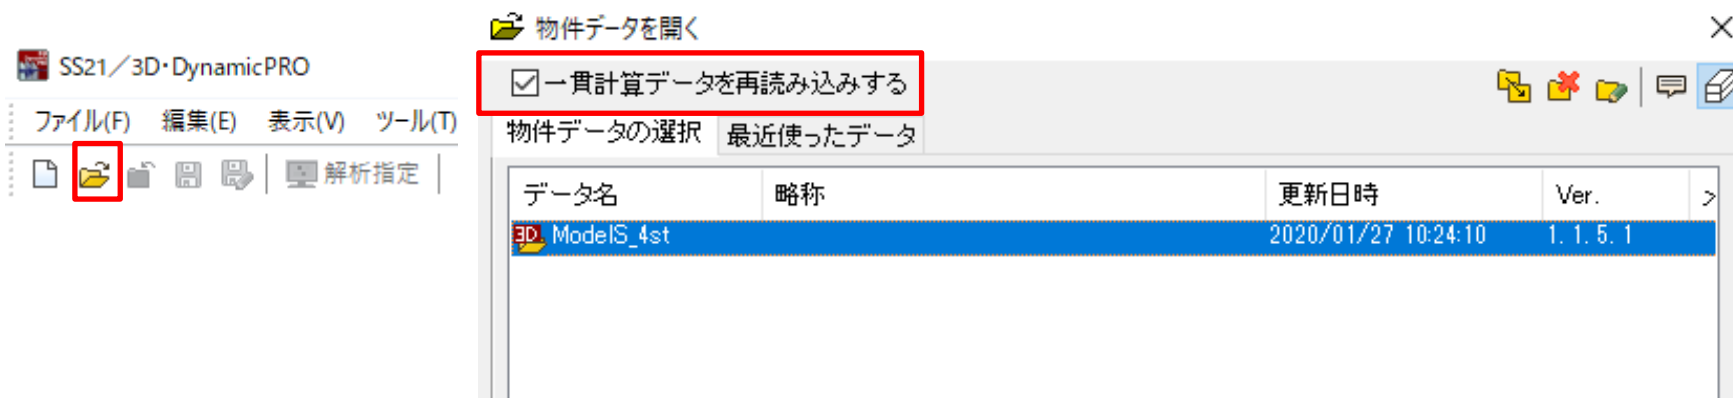 SS21／3D・DynamicPRO
ファイル(F) 編集(E) 表示(V) ツール(T)
解析指定
物件データを開く
一貫計算データを再読み込みする
物件データの選択 最近使ったデータ
データ名 略称 更新日時 Ver.
3D ModelS_4st 2020/01/27 10:24:10 1.1.5.1